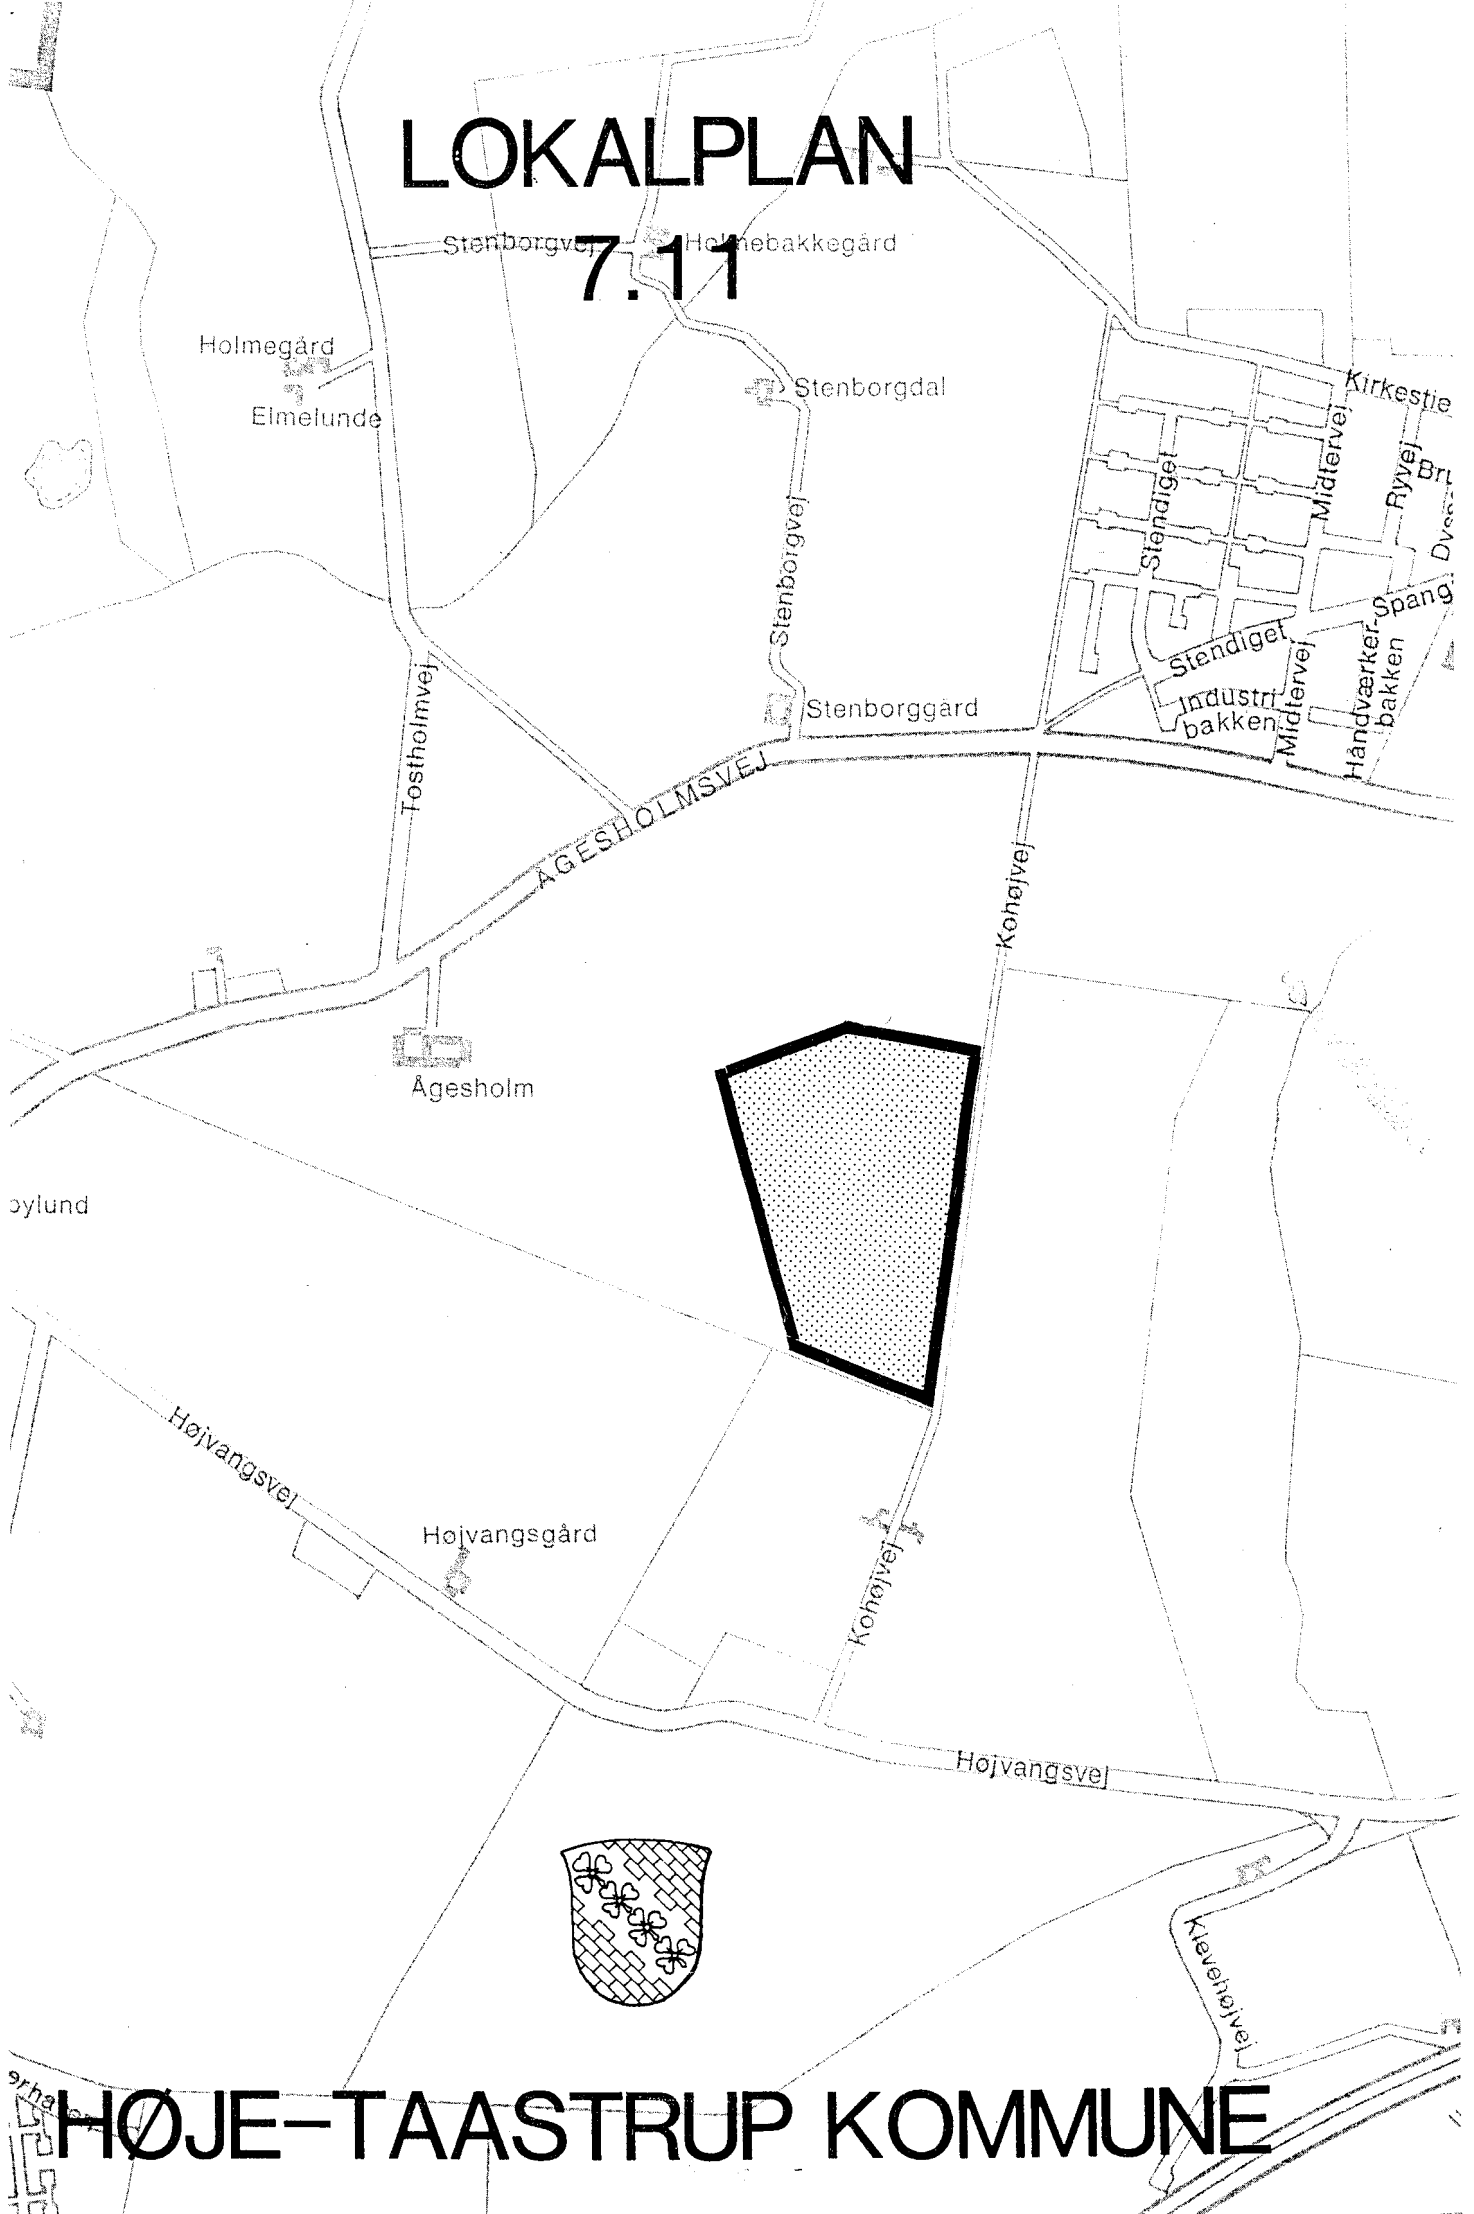 LOKALPLAN
7.11
Stenborgvej
Holmebakkegård
Holmegård
Elmelunde
Stenborgdal
Kirkestie
Midtervej
Ryvej
Stendiget
Stenborgvej
Spang
Stendiget
Industri
bakken
Midtervej
Håndværker-
bakken
Tostholmvej
Stenborggård
ÅGESHOLMSVEJ
Kohøjvej
Ågesholm
bylund
Højvangsvej
Højvangsgård
Kohøjvej
Højvangsvej
Klevehøjvej
HØJE-TAASTRUP KOMMUNE